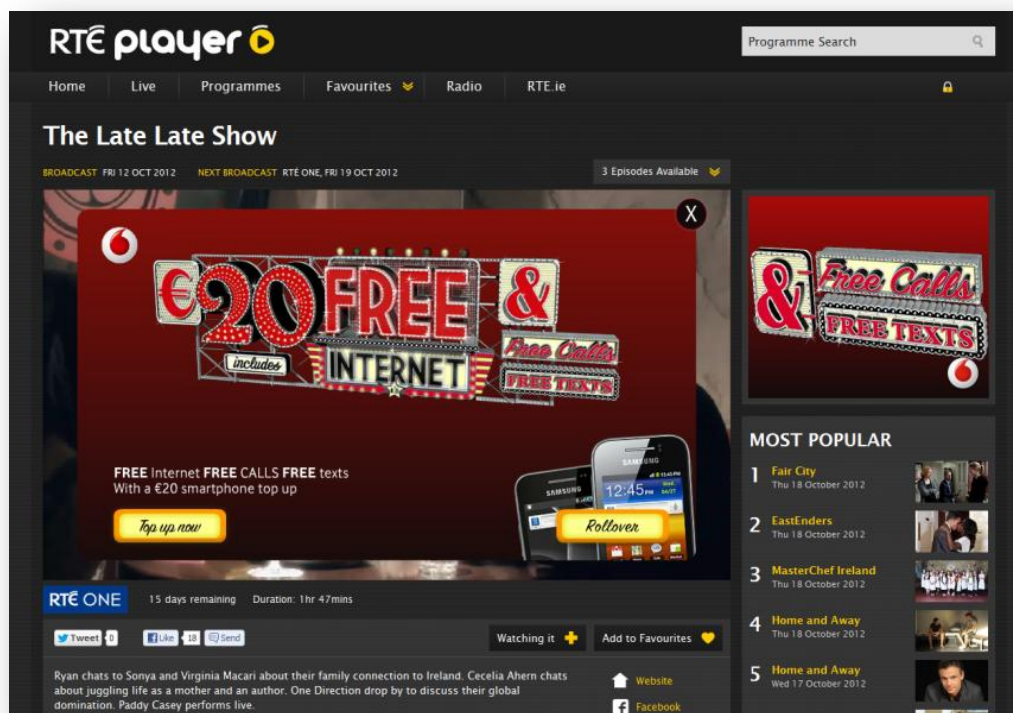 RTÉ player
Programme Search
Home Live Programmes Favourites Radio RTE.ie
The Late Late Show
BROADCAST FRI 12 OCT 2012 NEXT BROADCAST RTÉ ONE, FRI 19 OCT 2012
3 Episodes Available
X
€20 FREE &
includes INTERNET
Free Calls
FREE TEXTS
FREE Internet FREE CALLS FREE texts
With a €20 smartphone top up
Top up now
SAMSUNG
SAMSUNG
12:45 PM
Rollover
& Free Calls
FREE TEXTS
MOST POPULAR
1 Fair City
Thu 18 October 2012
2 EastEnders
Thu 18 October 2012
3 MasterChef Ireland
Thu 18 October 2012
4 Home and Away
Thu 18 October 2012
5 Home and Away
Wed 17 October 2012
RTÉ ONE 15 days remaining Duration: 1hr 47mins
Tweet 0 Like 18 Send
Watching it Add to Favourites
Ryan chats to Sonya and Virginia Macari about their family connection to Ireland. Cecelia Ahern chats
about juggling life as a mother and an author. One Direction drop by to discuss their global
domination. Paddy Casey performs live.
Website
Facebook